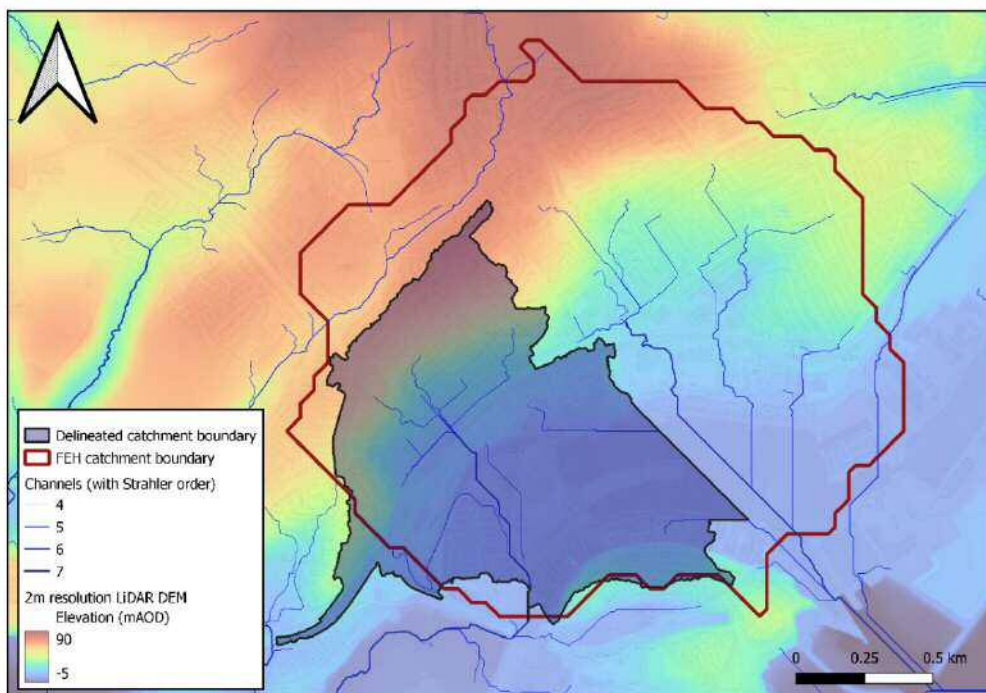 Delineated catchment boundary
FEH catchment boundary
Channels (with Strahler order)
4
5
6
7
2m resolution LiDAR DEM
Elevation (mAOD)
90
-5
0 0.25 0.5 km